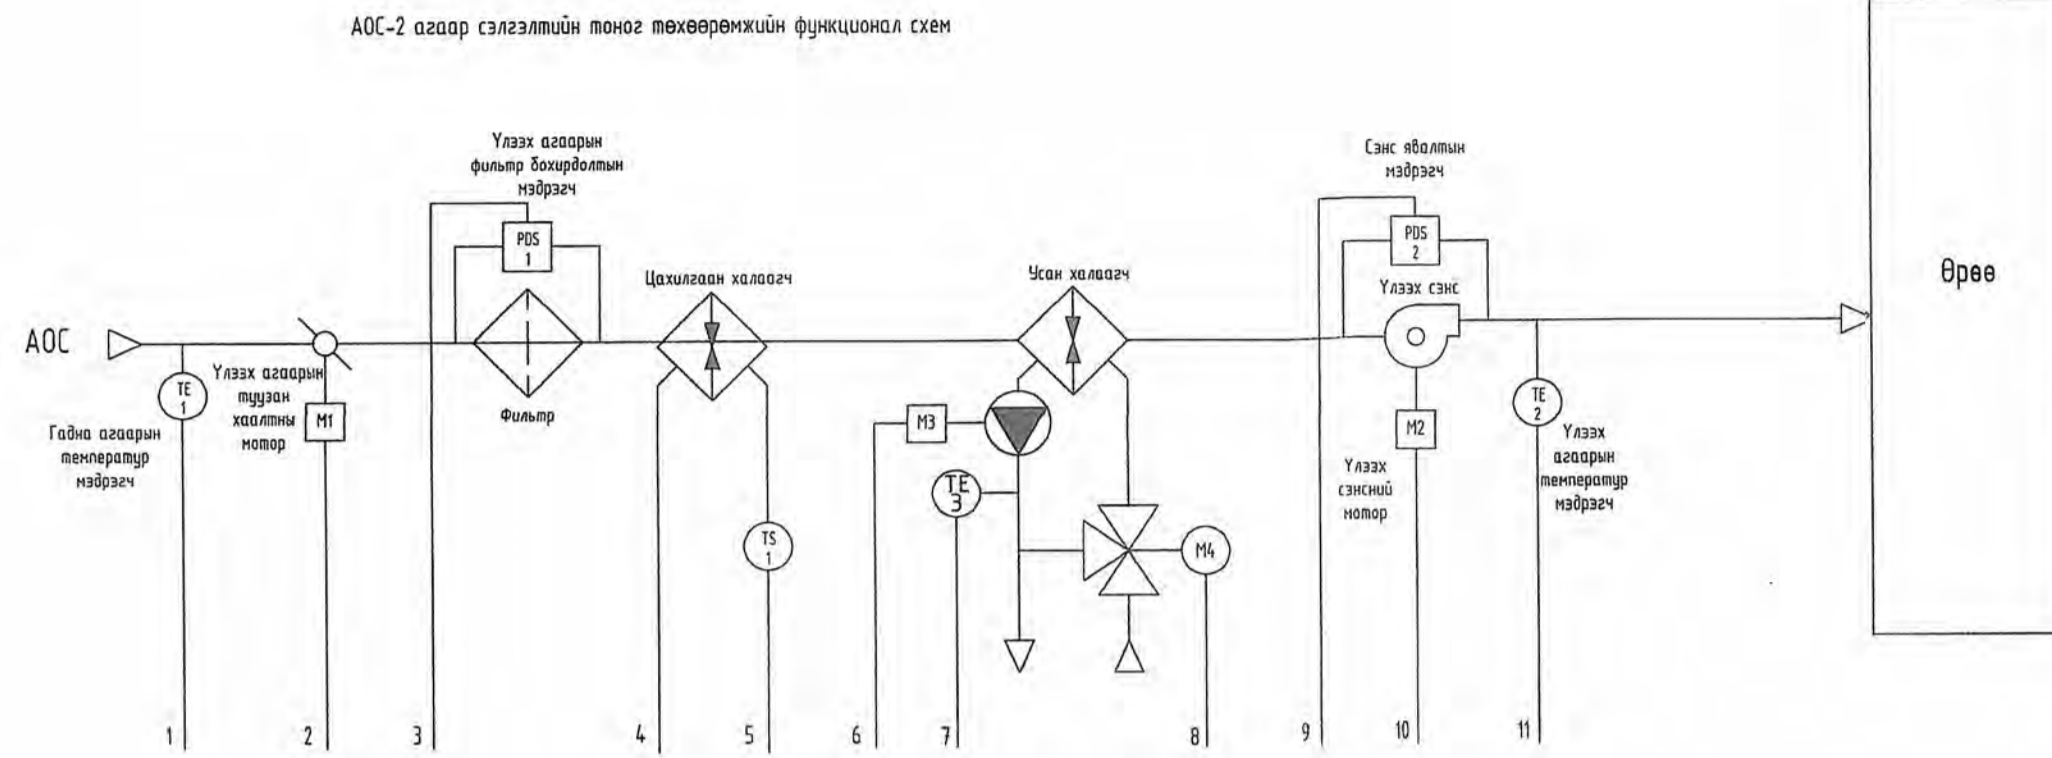 АОС-2 агаар сэлгэлтийн тоног төхөөрөмжийн функционал схем
Үлээх агаарын
фильтр бохирдолтын
мэдрэгч
PDS
1
Сэнс явалтын
мэдрэгч
PDS
2
Цахилгаан халаагч
Усан халаагч
Үлээх сэнс
Өрөө
АОС
TE
1
Гадна агаарын
температур
мэдрэгч
Үлээх агаарын
туузан
хаалтны
мотор
M1
Фильтр
M3
TE
3
TS
1
M4
M2
Үлээх
сэнсний
мотор
TE
2
Үлээх
агаарын
температур
мэдрэгч
1
2
3
4
5
6
7
8
9
10
11